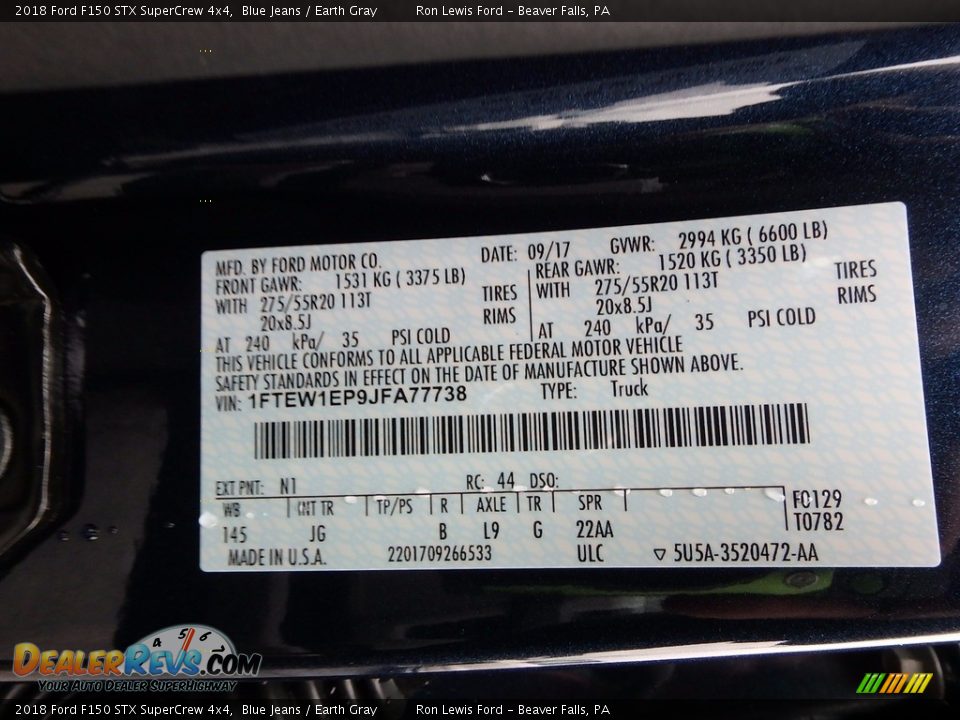 2018 Ford F150 STX SuperCrew 4x4, Blue Jeans / Earth Gray Ron Lewis Ford - Beaver Falls, PA
MFD. BY FORD MOTOR CO. DATE: 09/17 GVWR: 2994 KG ( 6600 LB)
FRONT GAWR: 1531 KG ( 3375 LB) REAR GAWR: 1520 KG ( 3350 LB)
WITH 275/55R20 113T TIRES WITH 275/55R20 113T TIRES
20x8.5J RIMS 20x8.5J RIMS
AT 240 kPa/ 35 PSI COLD AT 240 kPa/ 35 PSI COLD
THIS VEHICLE CONFORMS TO ALL APPLICABLE FEDERAL MOTOR VEHICLE
SAFETY STANDARDS IN EFFECT ON THE DATE OF MANUFACTURE SHOWN ABOVE.
VIN: 1FTEW1EP9JFA77738 TYPE: Truck
EXT PNT: N1 RC: 44 DSO:
WB INT TR TP/PS R AXLE TR SPR F0129
145 JG B L9 G 22AA T0782
MADE IN U.S.A. 2201709266533 ULC ▽ 5U5A-3520472-AA
4 5 6
DEALERREVS.COM
YOUR AUTO DEALER SUPERHIGHWAY
2018 Ford F150 STX SuperCrew 4x4, Blue Jeans / Earth Gray Ron Lewis Ford - Beaver Falls, PA